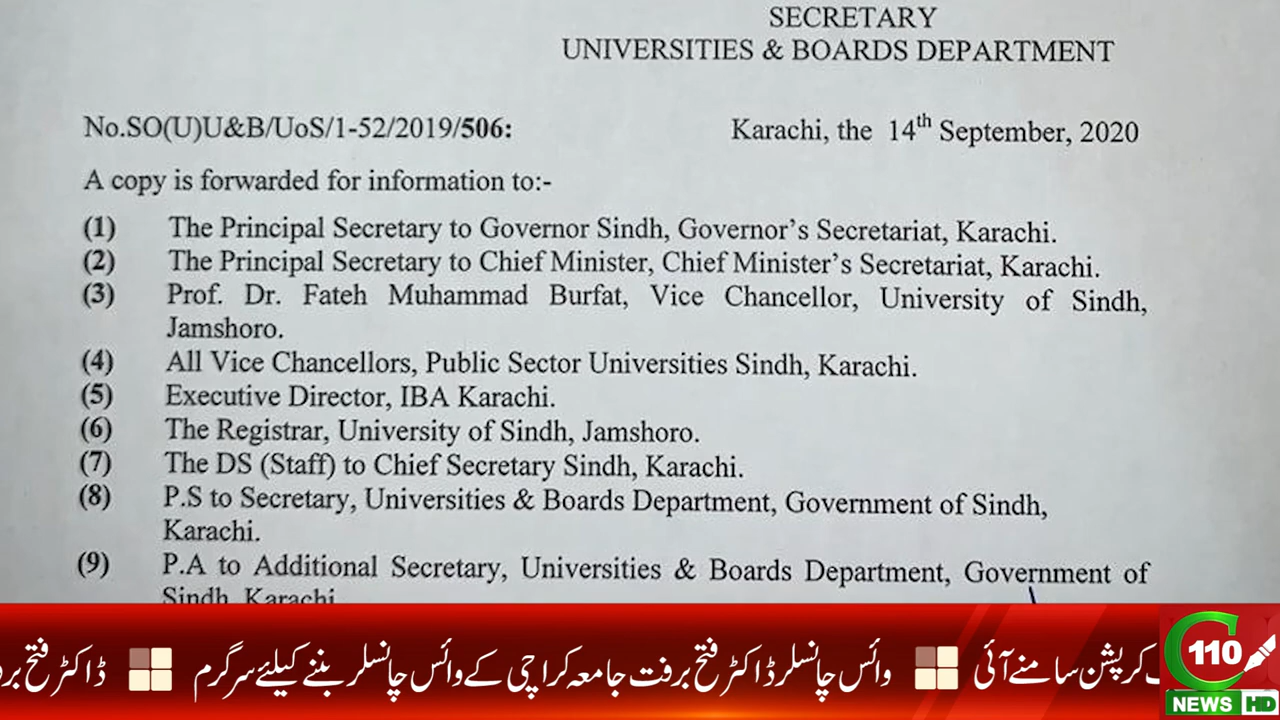 SECRETARY
UNIVERSITIES & BOARDS DEPARTMENT
No.SO(U)U&B/UoS/1-52/2019/506:
Karachi, the 14th September, 2020
A copy is forwarded for information to:-
(1) The Principal Secretary to Governor Sindh, Governor's Secretariat, Karachi.
(2) The Principal Secretary to Chief Minister, Chief Minister's Secretariat, Karachi.
(3) Prof. Dr. Fateh Muhammad Burfat, Vice Chancellor, University of Sindh,
Jamshoro.
(4) All Vice Chancellors, Public Sector Universities Sindh, Karachi.
(5) Executive Director, IBA Karachi.
(6) The Registrar, University of Sindh, Jamshoro.
(7) The DS (Staff) to Chief Secretary Sindh, Karachi.
(8) P.S to Secretary, Universities & Boards Department, Government of Sindh,
Karachi.
(9) P.A to Additional Secretary, Universities & Boards Department, Government of
Sindh, Karachi
کرپشن سامنے آئی وائس چانسلر ڈاکٹر فتح برفت جامعہ کراچی کے وائس چانسلر بننے کیلئے سرگرم ڈاکٹر فتح
110
NEWS HD